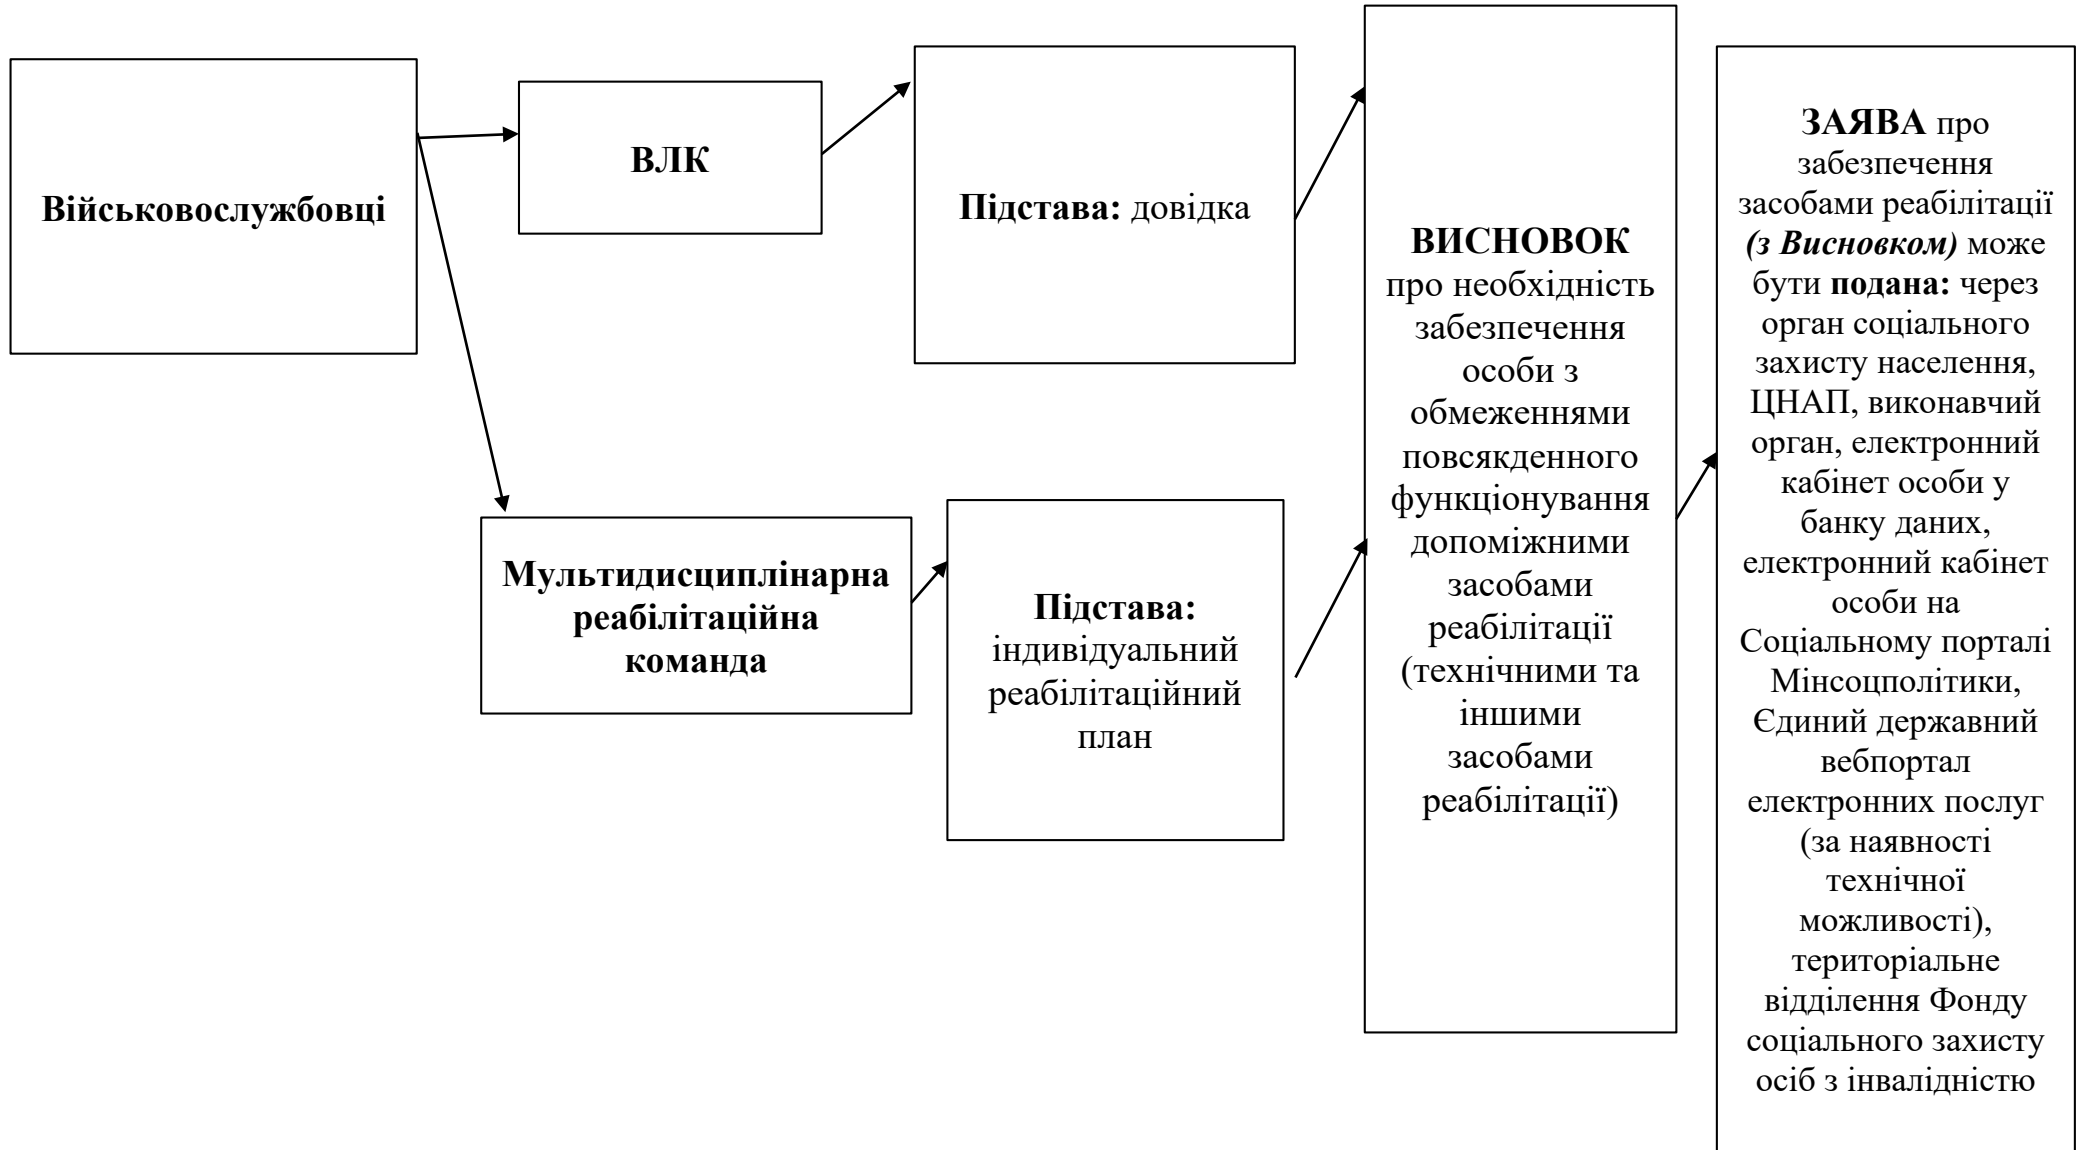 Військовослужбовці
ВЛК
Підстава: довідка
Мультидисциплінарна
реабілітаційна
команда
Підстава:
індивідуальний
реабілітаційний
план
ВИСНОВОК
про необхідність
забезпечення
особи з
обмеженнями
повсякденного
функціонування
допоміжними
засобами
реабілітації
(технічними та
іншими
засобами
реабілітації)
ЗАЯВА про
забезпечення
засобами реабілітації
(з Висновком) може
бути подана: через
орган соціального
захисту населення,
ЦНАП, виконавчий
орган, електронний
кабінет особи у
банку даних,
електронний кабінет
особи на
Соціальному порталі
Мінсоцполітики,
Єдиний державний
вебпортал
електронних послуг
(за наявності
технічної
можливості),
територіальне
відділення Фонду
соціального захисту
осіб з інвалідністю